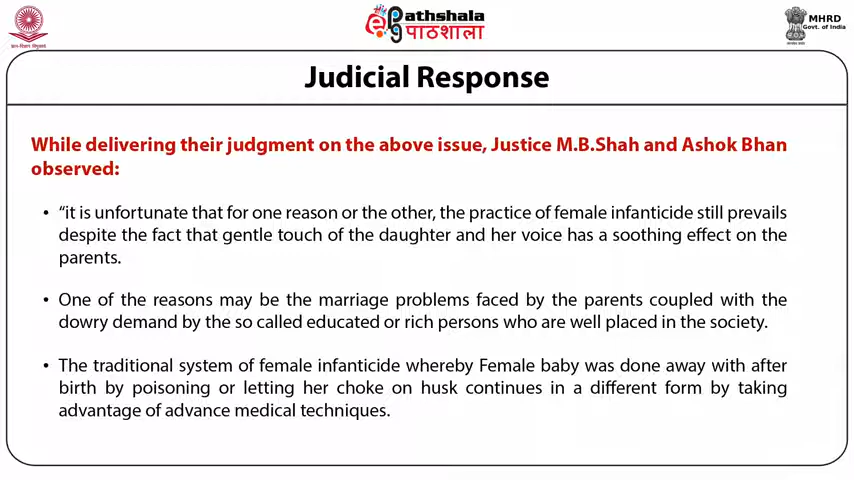 ePathshala
पाठशाला
MHRD
Govt. of India
Judicial Response
While delivering their judgment on the above issue, Justice M.B.Shah and Ashok Bhan
observed:
• “it is unfortunate that for one reason or the other, the practice of female infanticide still prevails
despite the fact that gentle touch of the daughter and her voice has a soothing effect on the
parents.
• One of the reasons may be the marriage problems faced by the parents coupled with the
dowry demand by the so called educated or rich persons who are well placed in the society.
• The traditional system of female infanticide whereby Female baby was done away with after
birth by poisoning or letting her choke on husk continues in a different form by taking
advantage of advance medical techniques.